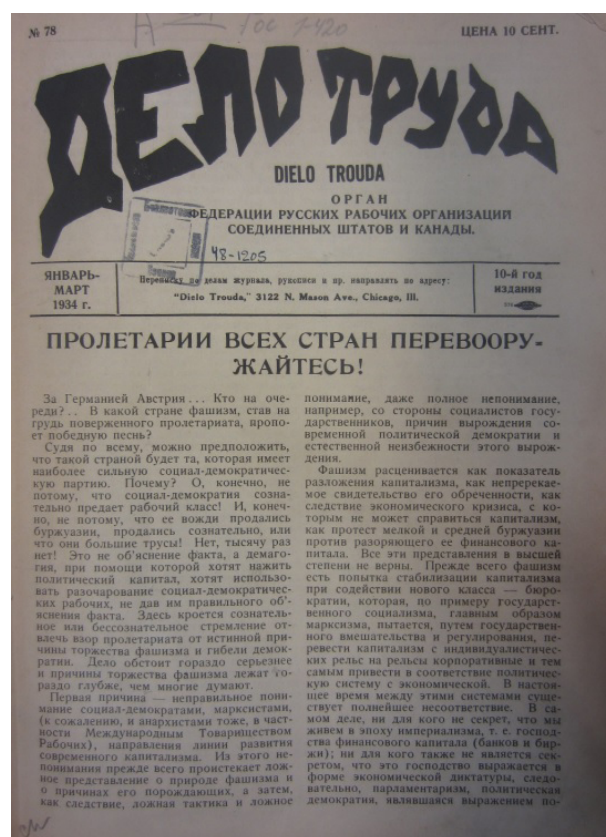 № 78
ЦЕНА 10 СЕНТ.
ДЕЛО ТРУДА
DIELO TROUDA
ОРГАН
ФЕДЕРАЦИИ РУССКИХ РАБОЧИХ ОРГАНИЗАЦИЙ
СОЕДИНЕННЫХ ШТАТОВ И КАНАДЫ.
48-1205
ЯНВАРЬ-
МАРТ
1934 г.
Переписку по делам журнала, рукописи и пр. направлять по адресу:
"Dielo Trouda," 3122 N. Mason Ave., Chicago, Ill.
10-й год
издания
ПРОЛЕТАРИИ ВСЕХ СТРАН ПЕРЕВООРУ-
ЖАЙТЕСЬ!
За Германией Австрия ... Кто на оче-
реди? .. В какой стране фашизм, став на
грудь поверженного пролетариата, пропо-
ет победную песнь?
Судя по всему, можно предположить,
что такой страной будет та, которая имеет
наиболее сильную социал-демократичес-
кую партию. Почему? О, конечно, не
потому, что социал-демократия созна-
тельно предает рабочий класс! И, конеч-
но, не потому, что ее вожди продались
буржуазии, продались сознательно, или
что они большие трусы! Нет, тысячу раз
нет! Это не об'яснение факта, а демаго-
гия, при помощи которой хотят нажить
политический капитал, хотят использо-
вать разочарование социал-демократичес-
ких рабочих, не дав им правильного об'-
яснения факта. Здесь кроется сознатель-
ное или бессознательное стремление от-
влечь взор пролетариата от истинной при-
чины торжества фашизма и гибели демок-
ратии. Дело обстоит гораздо серьезнее
и причины торжества фашизма лежат го-
раздо глубже, чем многие думают.
Первая причина — неправильное пони-
мание социал-демократами, марксистами,
(к сожалению, и анархистами тоже, в част-
ности Международным Товариществом
Рабочих), направления линии развития
современного капитализма. Из этого не-
понимания прежде всего проистекает лож-
ное представление о природе фашизма и
о причинах его порождающих, а затем,
как следствие, ложная тактика и ложное
понимание, даже полное непонимание,
например, со стороны социалистов госу-
дарственников, причин вырождения со-
временной политической демократии и
естественной неизбежности этого вырож-
дения.
Фашизм расценивается как показатель
разложения капитализма, как непререкае-
мое свидетельство его обреченности, как
следствие экономического кризиса, с ко-
торым не может справиться капитализм,
как протест мелкой и средней буржуазии
против разоряющего ее финансового ка-
питала. Все эти представления в высшей
степени не верны. Прежде всего фашизм
есть попытка стабилизации капитализма
при содействии нового класса — бюро-
кратии, которая, по примеру государст-
венного социализма, главным образом
марксизма, пытается, путем государствен-
ного вмешательства и регулирования, пе-
ревести капитализм с индивидуалистичес-
ких рельс на рельсы корпоративные и тем
самым привести в соответствие политичес-
кую систему с экономической. В настоя-
щее время между этими системами суще-
ствует полнейшее несоответствие. В са-
мом деле, ни для кого не секрет, что мы
живем в эпоху империализма, т. е. господ-
ства финансового капитала (банков и бир-
жи); ни для кого также не является сек-
ретом, что это господство выражается в
форме экономической диктатуры, следо-
вательно, парламентаризм, политическая
демократия, являвшаяся выражением по-